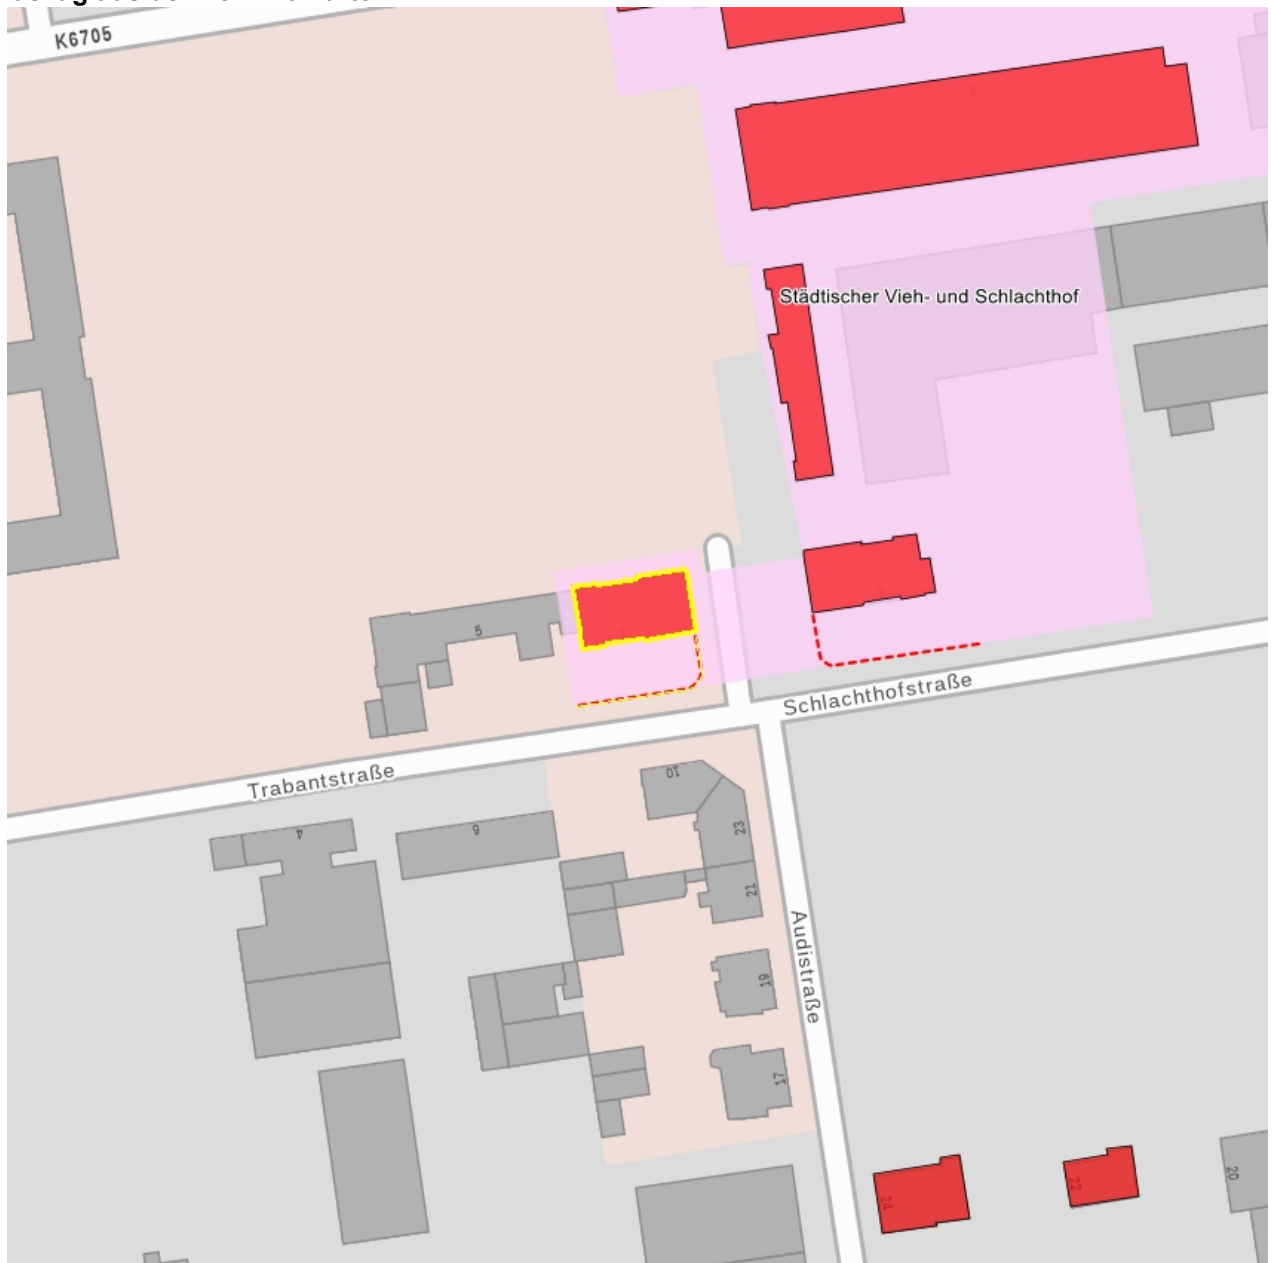 K6705
Städtischer Vieh- und Schlachthof
5
Schlachthofstraße
Trabantstraße
10
4
6
23
21
Audistraße
19
17
24
22
20